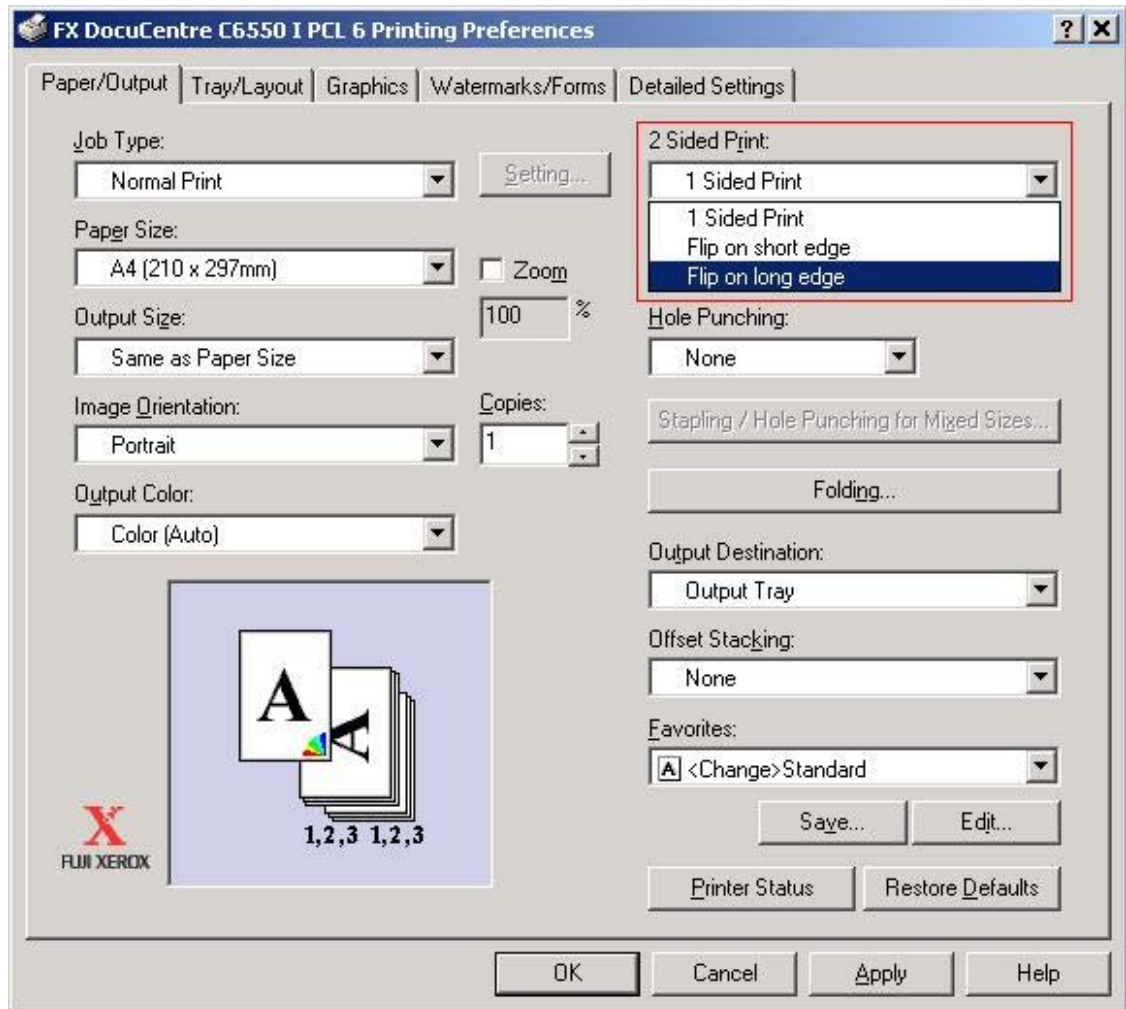 FX DocuCentre C6550 I PCL 6 Printing Preferences
Paper/Output Tray/Layout Graphics Watermarks/Forms Detailed Settings
Job Type:
Normal Print
Setting...
Paper Size:
A4 (210 x 297mm)
Zoom
100 %
Output Size:
Same as Paper Size
Image Orientation:
Portrait
Copies:
1
Output Color:
Color (Auto)
A
A
1,2,3 1,2,3
X
FUJI XEROX
2 Sided Print:
1 Sided Print
1 Sided Print
Flip on short edge
Flip on long edge
Hole Punching:
None
Stapling / Hole Punching for Mixed Sizes...
Folding...
Output Destination:
Output Tray
Offset Stacking:
None
Favorites:
A <Change>Standard
Save... Edit...
Printer Status Restore Defaults
OK Cancel Apply Help